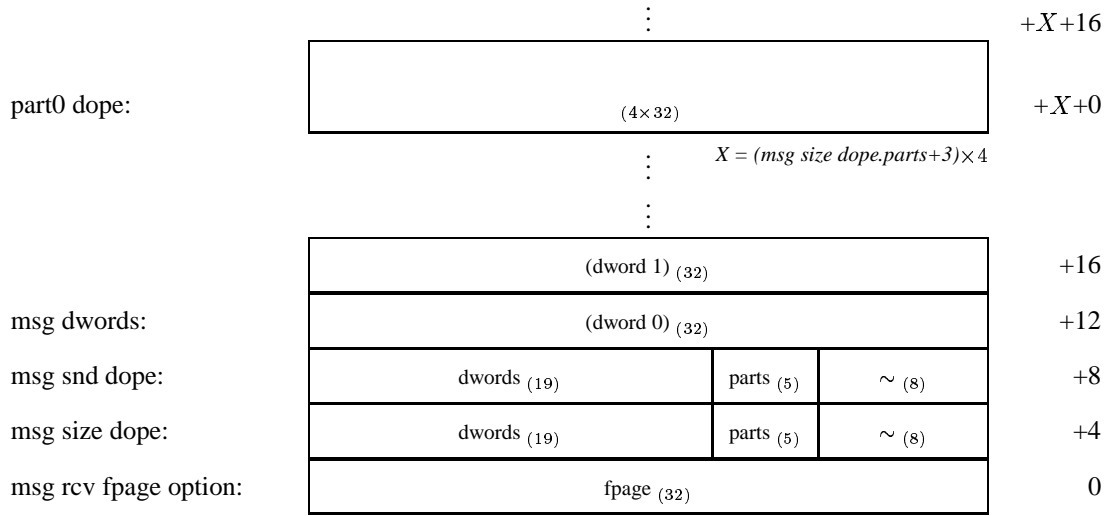 ⋮ +X+16
part0 dope: (4×32) +X+0
X = (msg size dope.parts+3)×4
⋮
⋮
(dword 1) (32) +16
msg dwords: (dword 0) (32) +12
msg snd dope: dwords (19) parts (5) ∼ (8) +8
msg size dope: dwords (19) parts (5) ∼ (8) +4
msg rcv fpage option: fpage (32) 0